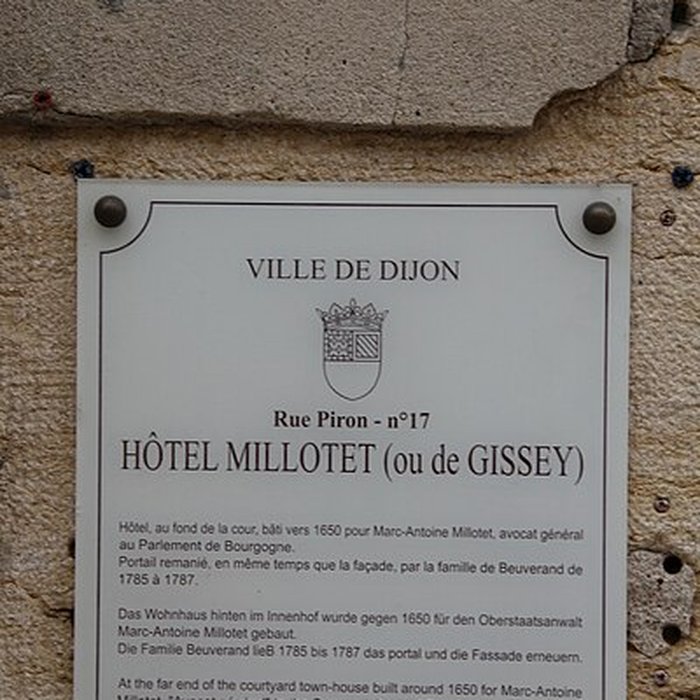 VILLE DE DIJON
Rue Piron - n°17
HÔTEL MILLOTET (ou de GISSEY)
Hôtel, au fond de la cour, bâti vers 1650 pour Marc-Antoine Millotet, avocat général
au Parlement de Bourgogne.
Portail remanié, en même temps que la façade, par la famille de Beuverand de
1785 à 1787.
Das Wohnhaus hinten im Innenhof wurde gegen 1650 für den Oberstaatsanwalt
Marc-Antoine Millotet gebaut.
Die Familie Beuverand lieB 1785 bis 1787 das portal und die Fassade erneuern.
At the far end of the courtyard town-house built around 1650 for Marc-Antoine